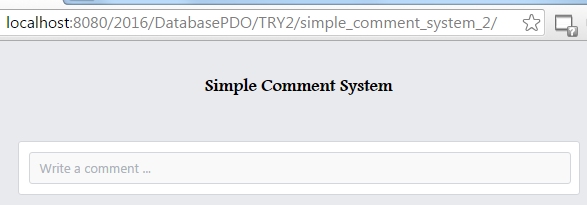 localhost:8080/2016/DatabasePDO/TRY2/simple_comment_system_2/
Simple Comment System
Write a comment ...